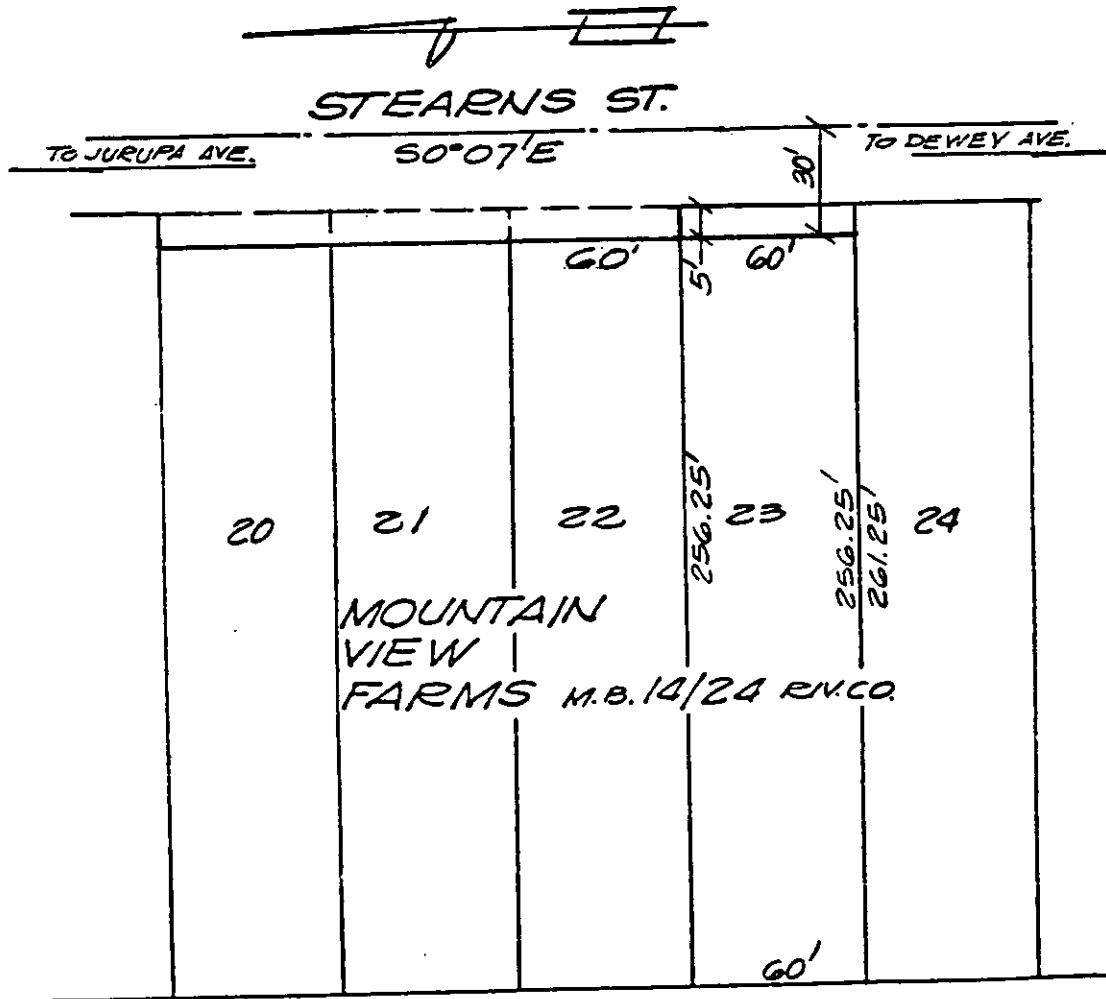 STEARNS ST.
TO JURUPA AVE.
S0°07'E
TO DEWEY AVE.
30'
60'
5'
60'
20
21
22
256.25'
23
256.25'
261.25'
24
MOUNTAIN
VIEW
FARMS M.B. 14/24 RIV. CO.
60'